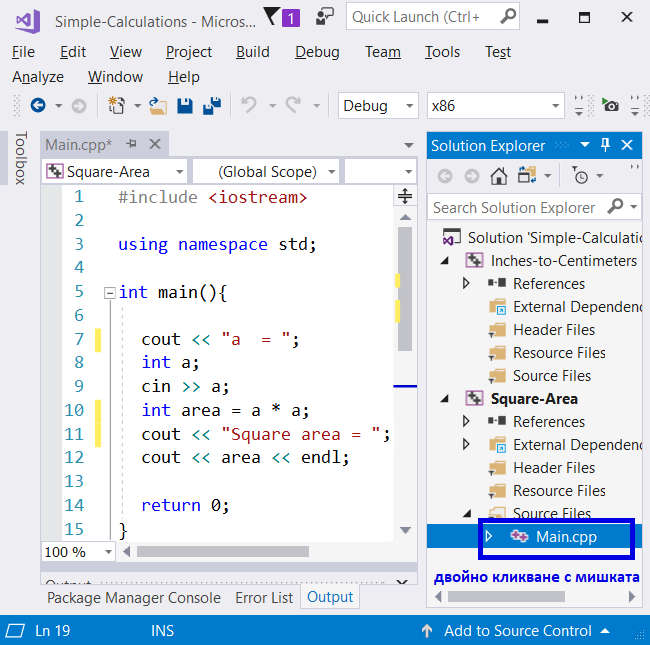 Simple-Calculations - Micros...
1
Quick Launch (Ctrl+
File Edit View Project Build Debug Team Tools Test
Analyze Window Help
Debug x86
Toolbox
Main.cpp*
Square-Area (Global Scope)
1 #include <iostream>
2
3 using namespace std;
4
5 int main(){
6
7 cout << "a  = ";
8 int a;
9 cin >> a;
10 int area = a * a;
11 cout << "Square area = ";
12 cout << area << endl;
13
14 return 0;
15 }
100 %
Output
Package Manager Console Error List Output
Solution Explorer
Search Solution Explorer
Solution 'Simple-Calculatio
Inches-to-Centimeters
References
External Dependenc
Header Files
Resource Files
Source Files
Square-Area
References
External Dependenc
Header Files
Resource Files
Source Files
Main.cpp
двойно кликване с мишката
Ln 19 INS Add to Source Control